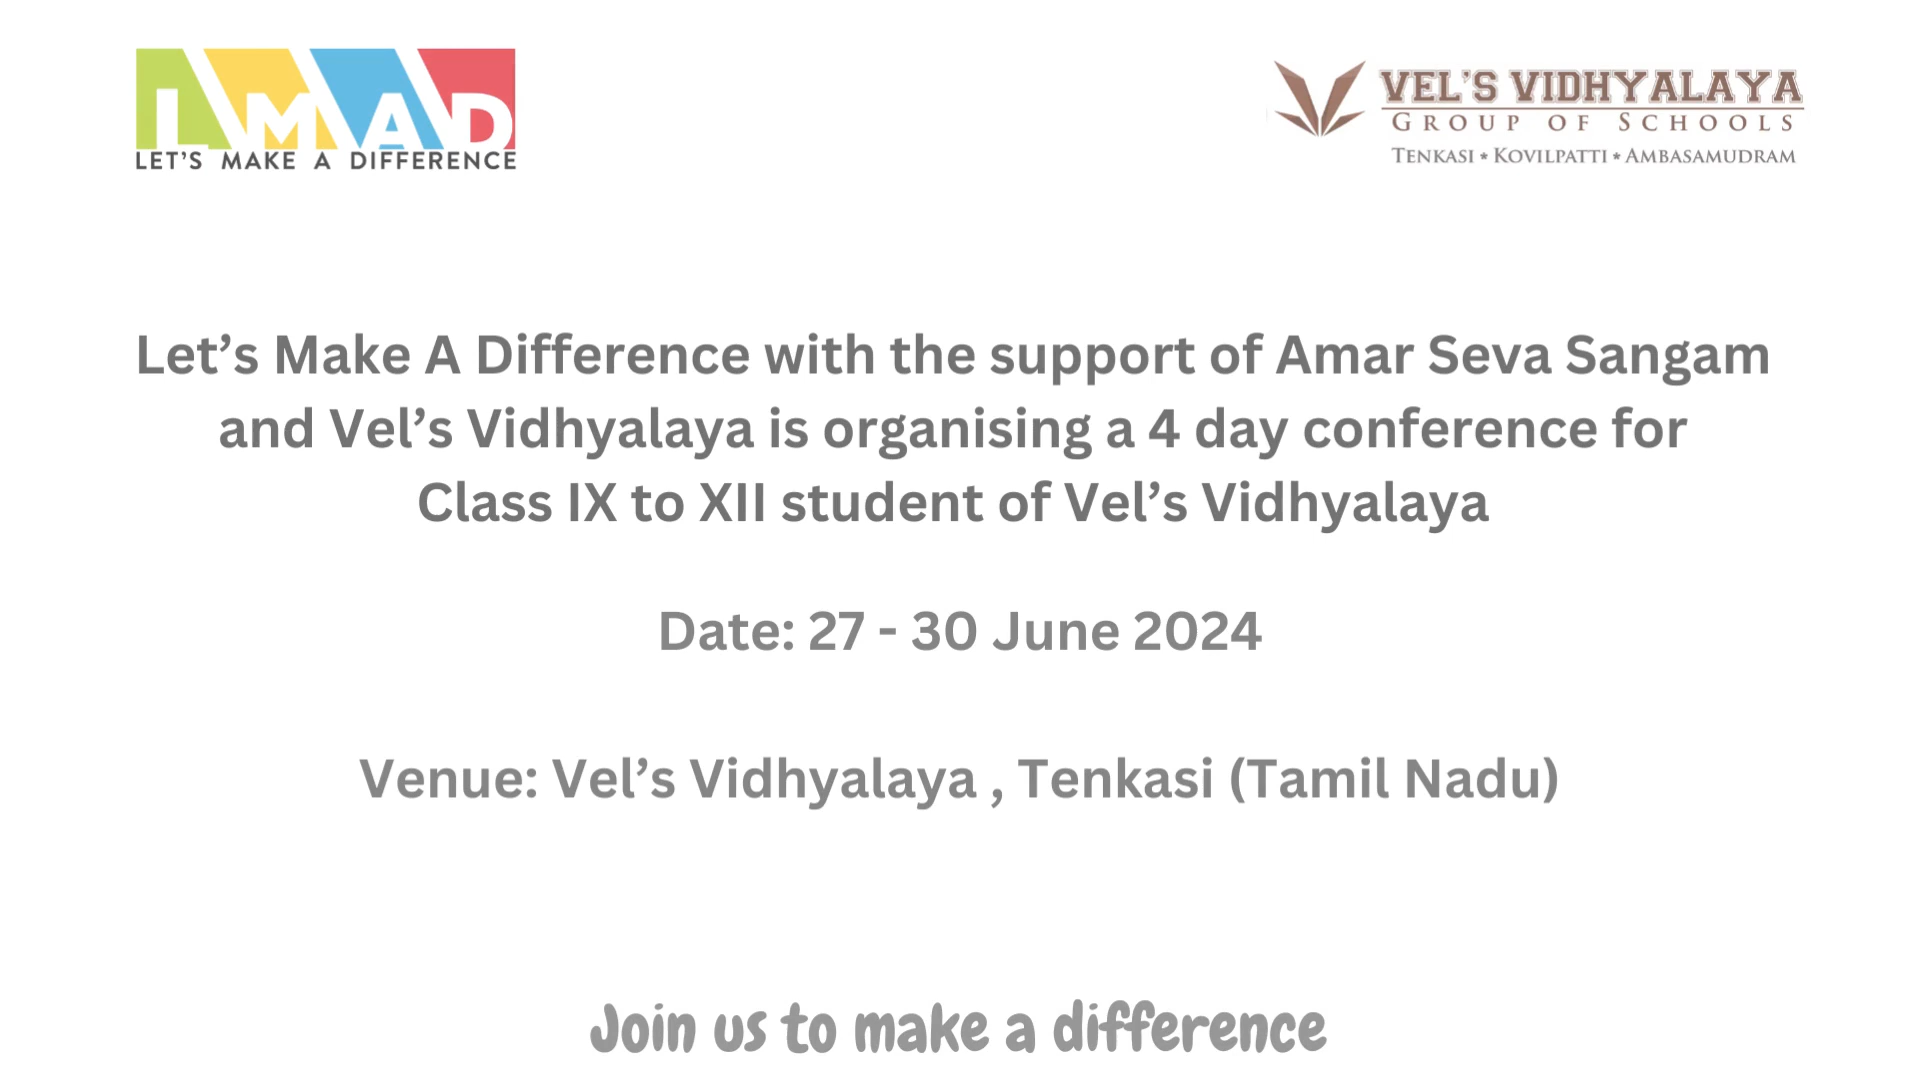 LMAD
LET'S MAKE A DIFFERENCE
VEL'S VIDHYALAYA
GROUP OF SCHOOLS
TENKASI * KOVILPATTI * AMBASAMUDRAM
Let's Make A Difference with the support of Amar Seva Sangam
and Vel's Vidhyalaya is organising a 4 day conference for
Class IX to XII student of Vel's Vidhyalaya
Date: 27 - 30 June 2024
Venue: Vel's Vidhyalaya , Tenkasi (Tamil Nadu)
Join us to make a difference